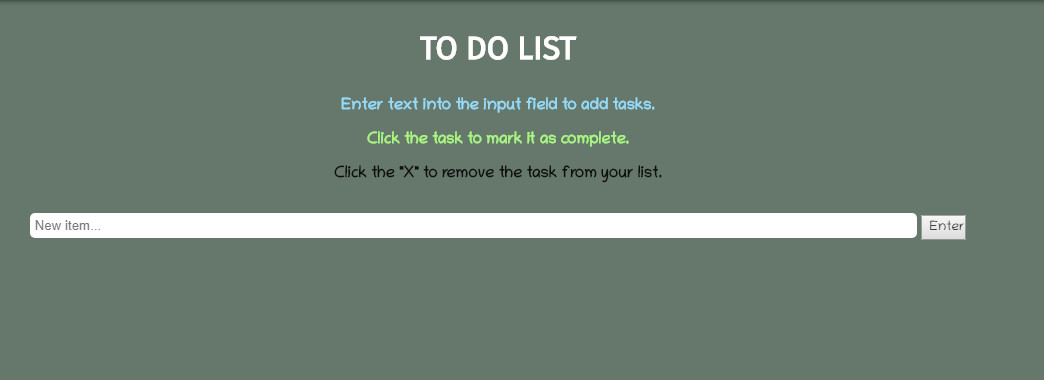 TO DO LIST
Enter text into the input field to add tasks.
Click the task to mark it as complete.
Click the "X" to remove the task from your list.
New item...
Enter